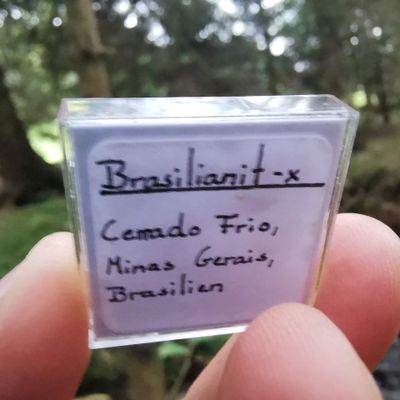 Brasilianit-x
Cemado Frio,
Minas Gerais,
Brasilien